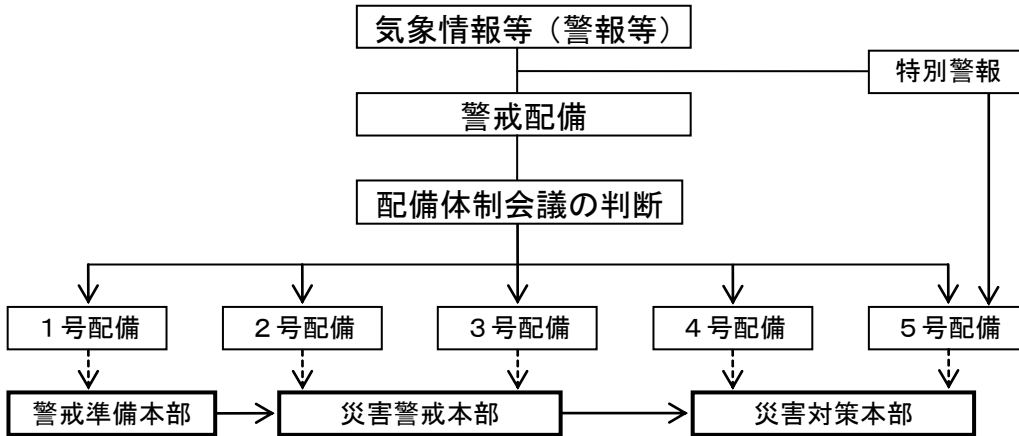 気象情報等（警報等）
特別警報
警戒配備
配備体制会議の判断
１号配備
２号配備
３号配備
４号配備
５号配備
警戒準備本部
災害警戒本部
災害対策本部